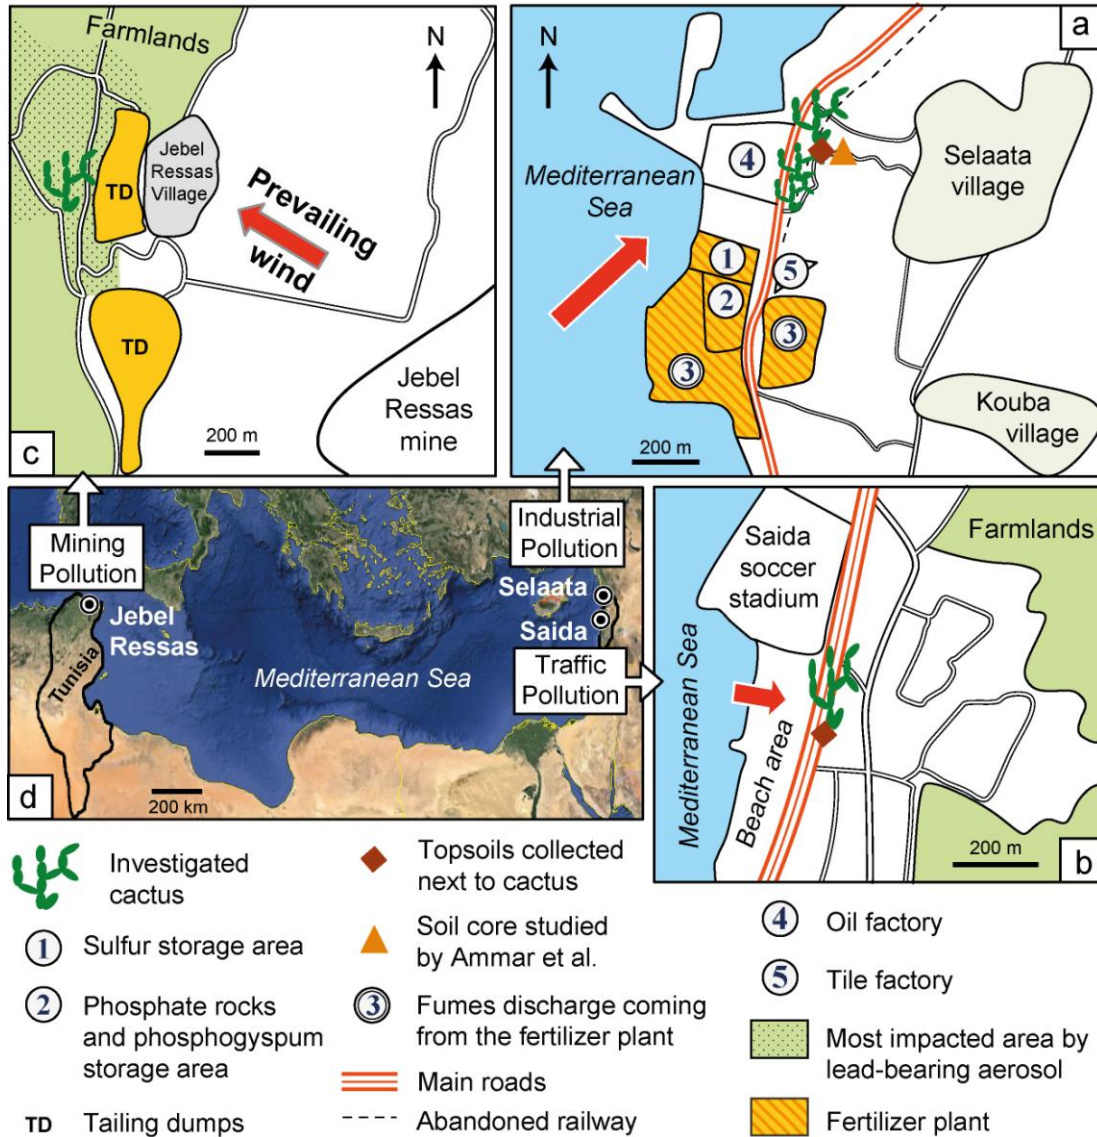 Farmlands
N
Jebel
Ressas
Village
TD
Prevailing
wind
TD
Jebel
Ressas
mine
200 m
c
a
N
Mediterranean
Sea
4
Selaata
village
1
5
2
3
3
Kouba
village
200 m
Mining
Pollution
Industrial
Pollution
Selaata
Jebel
Ressas
Saida
Tunisia
Mediterranean Sea
Traffic
Pollution
200 km
d
Saida
soccer
stadium
Farmlands
Mediterranean Sea
Beach area
200 m
b
Investigated
cactus
1 Sulfur storage area
2 Phosphate rocks
and phosphogyspum
storage area
TD Tailing dumps
Topsoils collected
next to cactus
Soil core studied
by Ammar et al.
3 Fumes discharge coming
from the fertilizer plant
Main roads
Abandoned railway
4 Oil factory
5 Tile factory
Most impacted area by
lead-bearing aerosol
Fertilizer plant